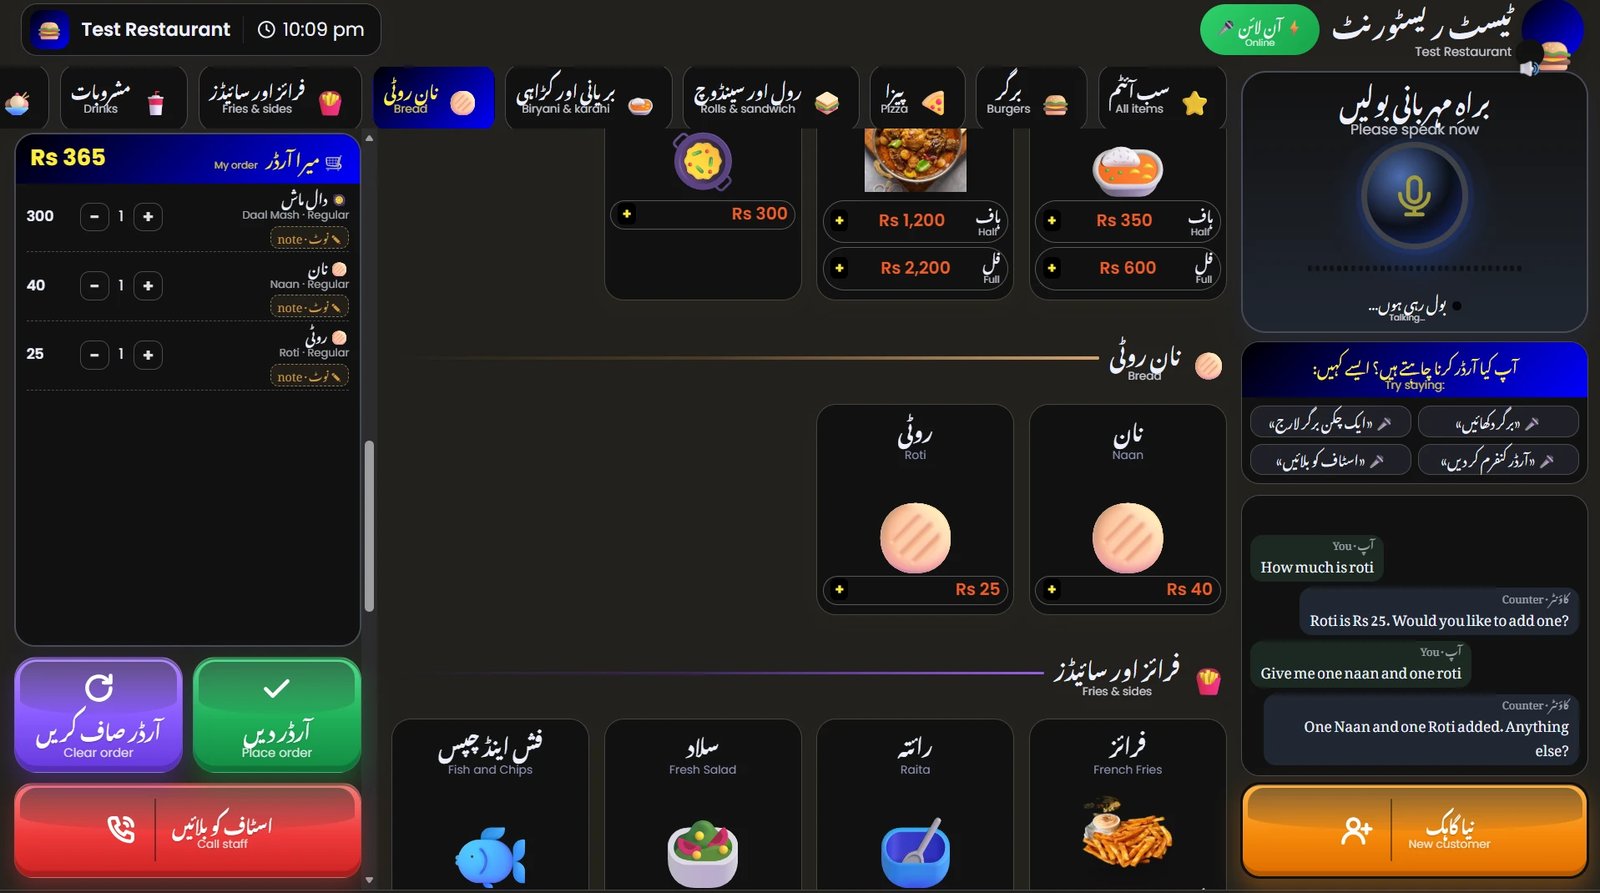 Test Restaurant
10:09 pm
آن لائن
Online
ٹیسٹ ریسٹورنٹ
Test Restaurant
سب آئٹم
All items
برگر
Burgers
پیزا
Pizza
رول اور سینڈوچ
Rolls & sandwich
بریانی اور کڑاہی
Biryani & karahi
نان روٹی
Bread
فرائز اور سائیڈز
Fries & sides
مشروبات
Drinks
Rs 365
میرا آرڈر
My order
دال ماش
Daal Mash · Regular
300
−
1
+
نوٹ · note
نان
Naan · Regular
40
−
1
+
نوٹ · note
روٹی
Roti · Regular
25
−
1
+
نوٹ · note
آرڈر صاف کریں
Clear order
آرڈر دیں
Place order
اسٹاف کو بلائیں
Call staff
+ Rs 300
+ Rs 1,200 ہاف
Half
+ Rs 2,200 فل
Full
+ Rs 350 ہاف
Half
+ Rs 600 فل
Full
نان روٹی
Bread
نان
Naan
+ Rs 40
روٹی
Roti
+ Rs 25
فرائز اور سائیڈز
Fries & sides
فرائز
French Fries
رائتہ
Raita
سلاد
Fresh Salad
فش اینڈ چپس
Fish and Chips
براہِ مہربانی بولیں
Please speak now
بول رہی ہوں...
Talking...
آپ کیا آرڈر کرنا چاہتے ہیں؟ ایسے کہیں:
Try saying:
«برگر دکھائیں»
«ایک چکن برگر لارج»
«آرڈر کنفرم کر دیں»
«اسٹاف کو بلائیں»
آپ · You
How much is roti
کاؤنٹر · Counter
Roti is Rs 25. Would you like to add one?
آپ · You
Give me one naan and one roti
کاؤنٹر · Counter
One Naan and one Roti added. Anything
else?
نیا گاہک
New customer